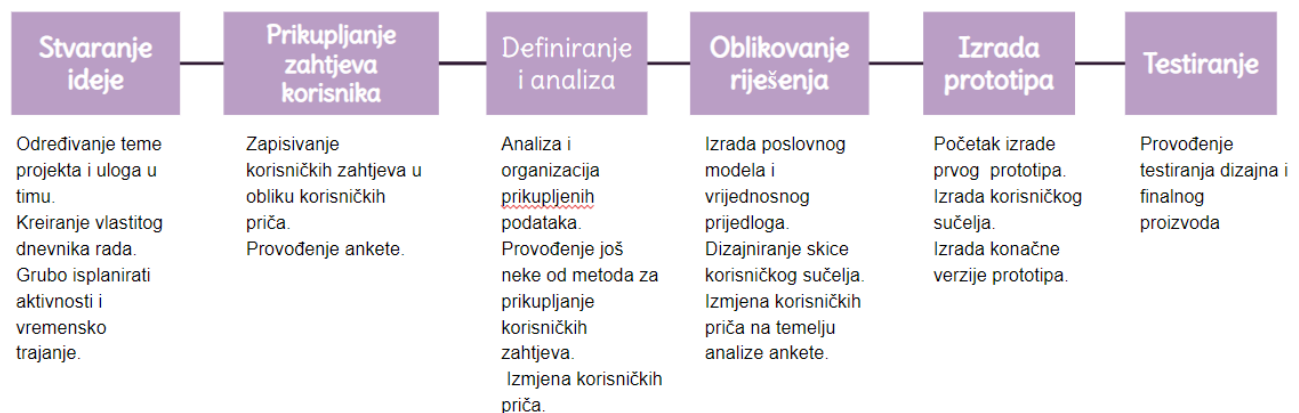 Stvaranje
ideje
Prikupljanje
zahtjeva
korisnika
Definiranje
i analiza
Oblikovanje
riješenja
Izrada
prototipa
Testiranje
Određivanje teme
projekta i uloga u
timu.
Kreiranje vlastitog
dnevnika rada.
Grubo isplanirati
aktivnosti i
vremensko
trajanje.
Zapisivanje
korisničkih zahtjeva u
obliku korisničkih
priča.
Provođenje ankete.
Analiza i
organizacija
prikupljenih
podataka.
Provođenje još
neke od metoda za
prikupljanje
korisničkih
zahtjeva.
Izmjena korisničkih
priča.
Izrada poslovnog
modela i
vrijednosnog
prijedloga.
Dizajniranje skice
korisničkog sučelja.
Izmjena korisničkih
priča na temelju
analize ankete.
Početak izrade
prvog prototipa.
Izrada korisničkog
sučelja.
Izrada konačne
verzije prototipa.
Provođenje
testiranja dizajna i
finalnog
proizvoda